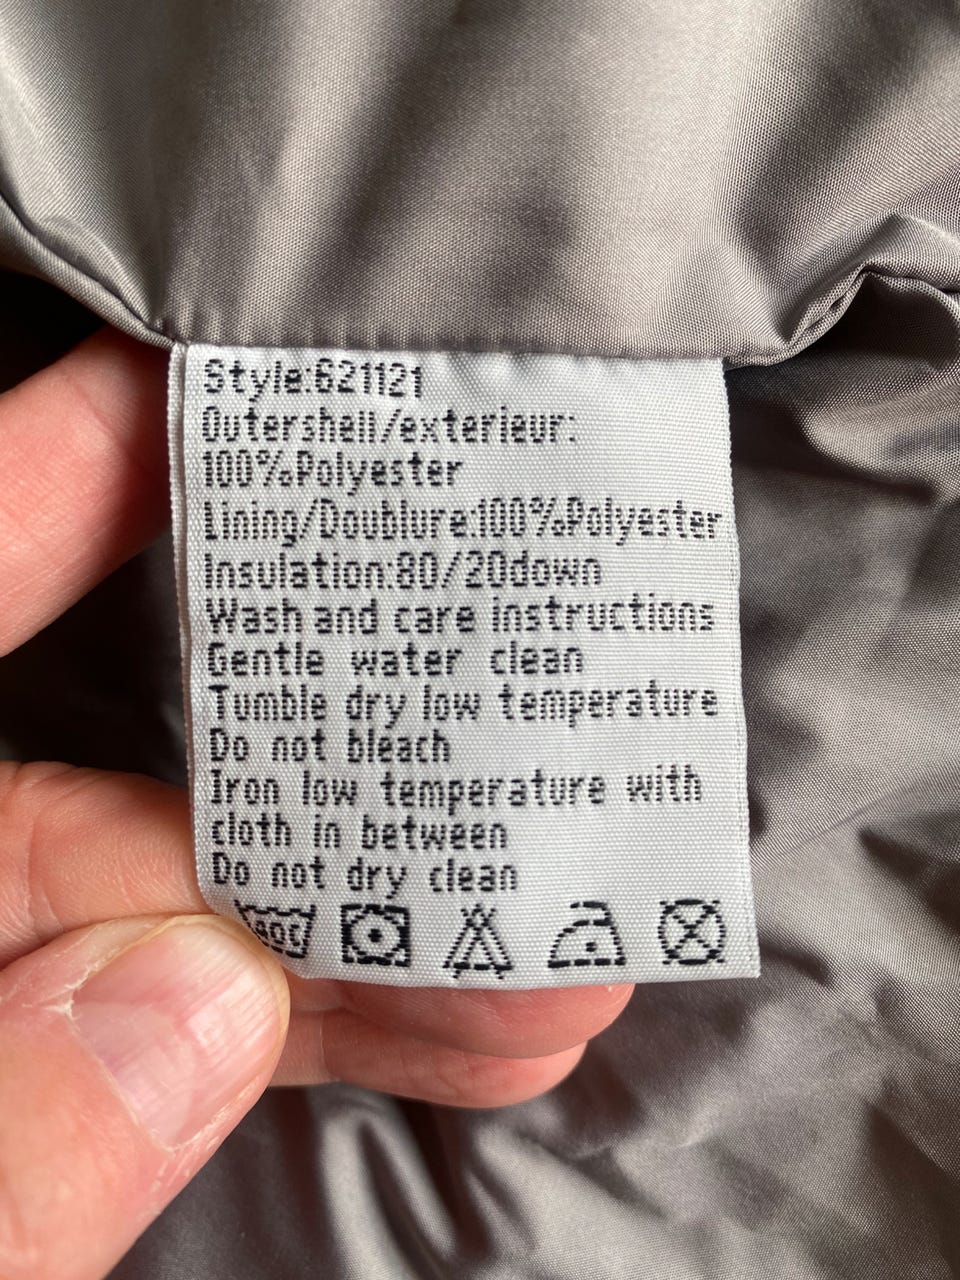 Style:621121
Outershell/exterieur:
100%Polyester
Lining/Doublure:100%Polyester
Insulation:80/20down
Wash and care instructions
Gentle water clean
Tumble dry low temperature
Do not bleach
Iron low temperature with
cloth in between
Do not dry clean